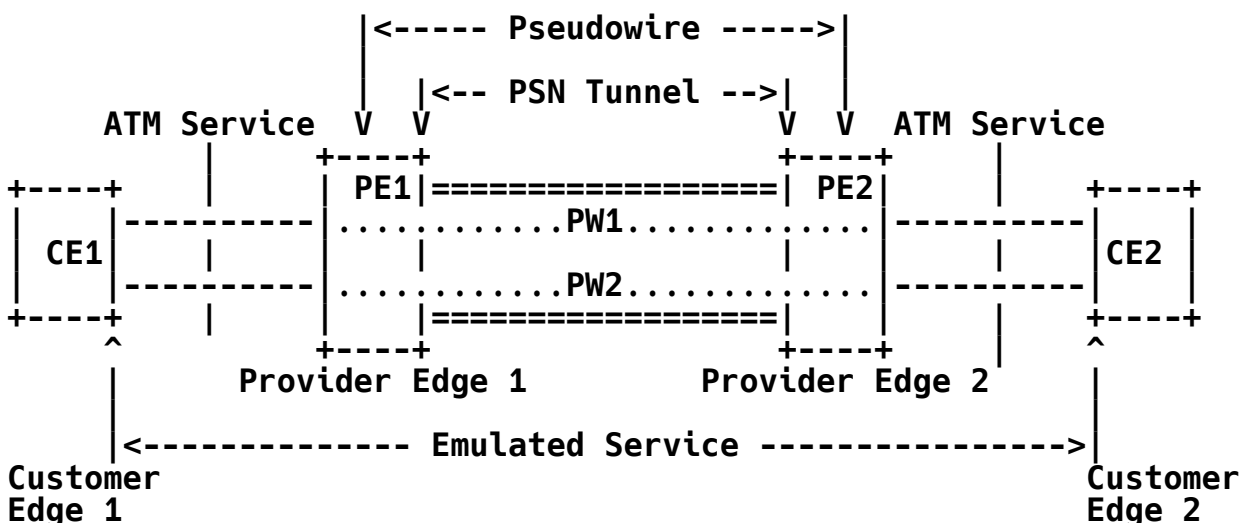 |<----- Pseudowire ----->|
|<-- PSN Tunnel -->|
ATM Service V V V V ATM Service
+----+ +----+
+----+ | | PE1|==================| PE2| | +----+
| |----------|............PW1.............|----------| |
| CE1| | | | | | | |CE2 |
| |----------|............PW2.............|----------| |
+----+ | | |==================| | | +----+
^ +----+ +----+ | ^
| Provider Edge 1 Provider Edge 2 |
|<-------------- Emulated Service ---------------->|
Customer Customer
Edge 1 Edge 2